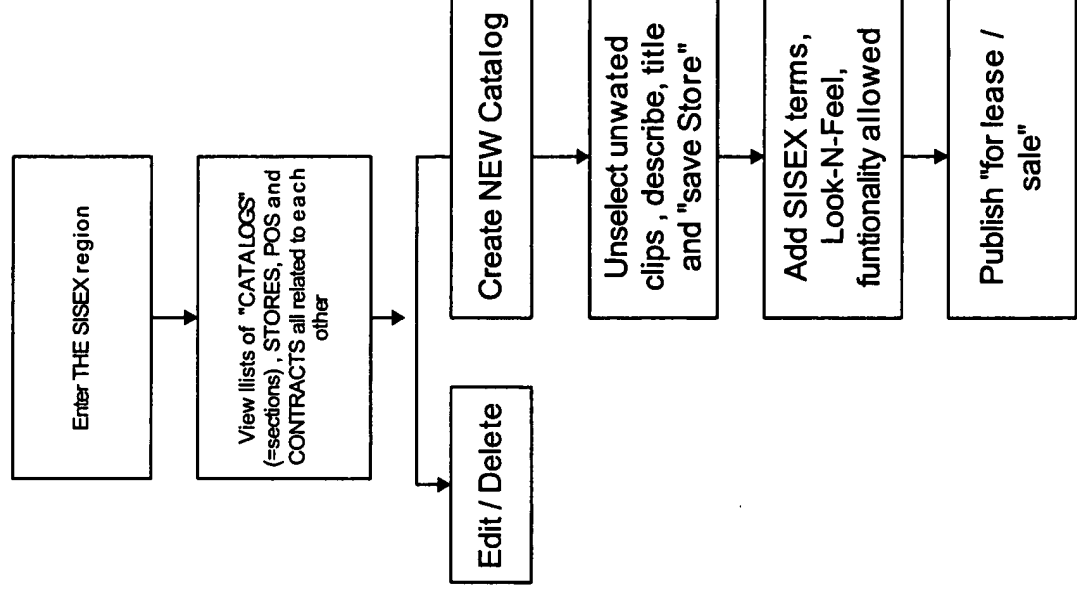 Enter THE SISEX region
View llists of "CATALOGS"
(=sections) , STORES, POS and
CONTRACTS all related to each
other
Edit / Delete
Create NEW Catalog
Unselect unwated
clips , describe, title
and "save Store"
Add SISEX terms,
Look-N-Feel,
funtionality allowed
Publish "for lease /
sale"